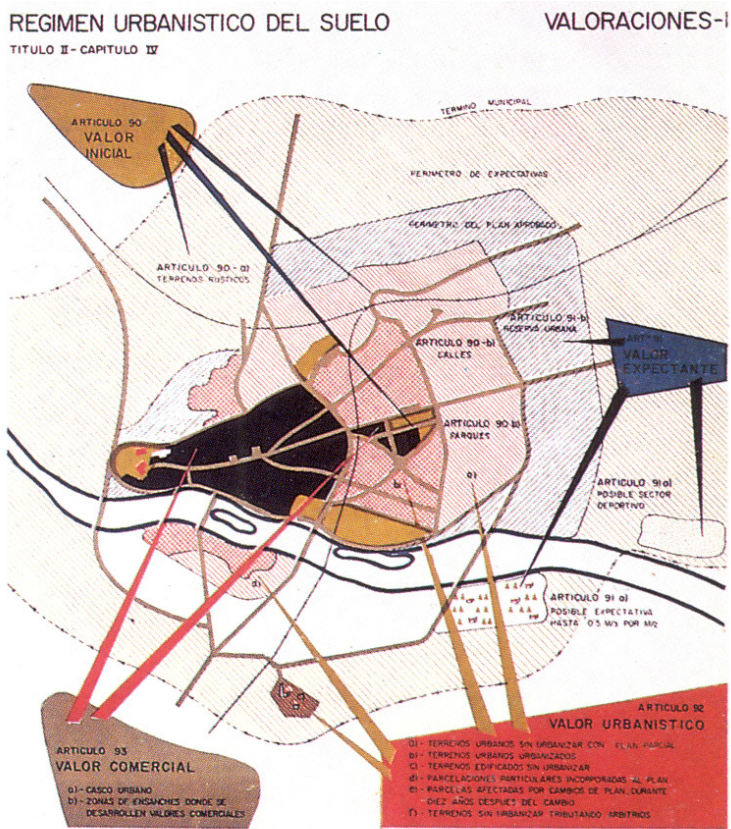 REGIMEN URBANISTICO DEL SUELO
VALORACIONES-I
TITULO II - CAPITULO IV
ARTICULO 90
VALOR
INICIAL
TERMINO MUNICIPAL
PERIMETRO DE EXPECTATIVAS
PERIMETRO DEL PLAN APROBADO
ARTICULO 90-a)
TERRENOS RUSTICOS
ARTICULO 91-b)
RESERVA URBANA
ARTº 91
VALOR
EXPECTANTE
ARTICULO 90-b)
CALLES
ARTICULO 90-b)
PARQUES
a)
b)
ARTICULO 91 a)
POSIBLE SECTOR
DEPORTIVO
d)
ARTICULO 91 a)
POSIBLE EXPECTATIVA
HASTA 0'5 M/3 POR M/2
ARTICULO 93
VALOR COMERCIAL
a)- CASCO URBANO
b)- ZONAS DE ENSANCHES DONDE SE
DESARROLLEN VALORES COMERCIALES
ARTICULO 92
VALOR URBANISTICO
a)- TERRENOS URBANOS SIN URBANIZAR CON PLAN PARCIAL
b)- TERRENOS URBANOS URBANIZADOS
c)- TERRENOS EDIFICADOS SIN URBANIZAR
d)- PARCELACIONES PARTICULARES INCORPORADAS AL PLAN
e)- PARCELAS AFECTADAS POR CAMBIOS DE PLAN, DURANTE
DIEZ AÑOS DESPUES DEL CAMBIO
f)- TERRENOS SIN URBANIZAR TRIBUTANDO ARBITRIOS